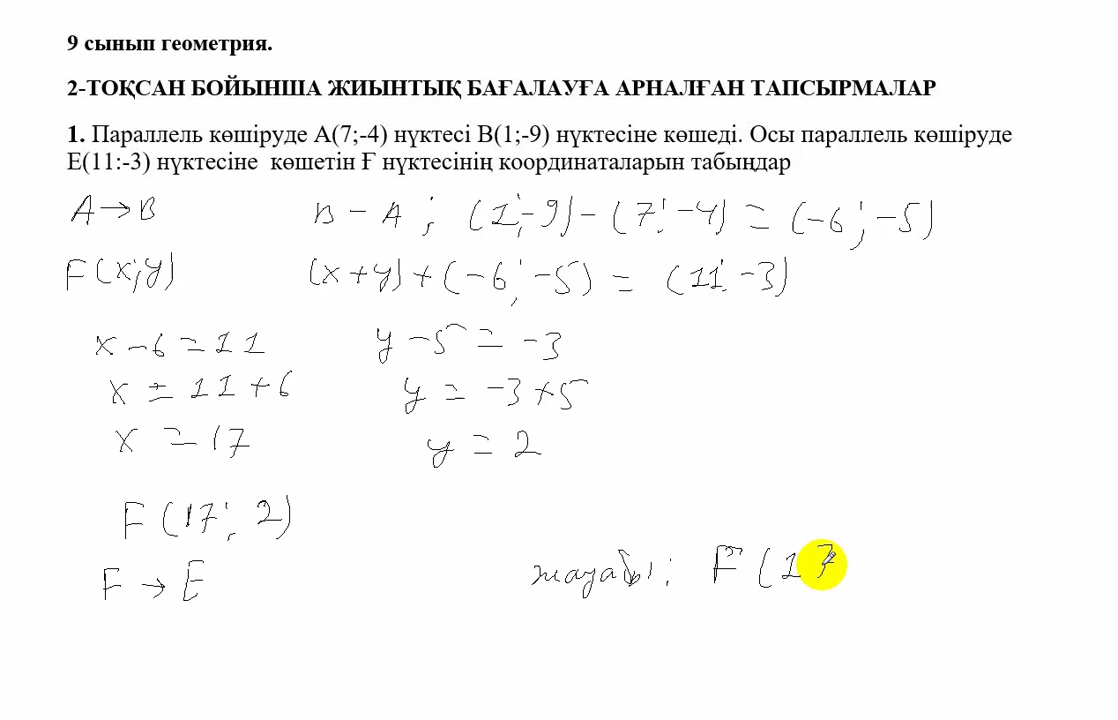 9 сынып геометрия.
2-ТОҚСАН БОЙЫНША ЖИЫНТЫҚ БАҒАЛАУҒА АРНАЛҒАН ТАПСЫРМАЛАР
1. Параллель көшіруде А(7;-4) нүктесі В(1;-9) нүктесіне көшеді. Осы параллель көшіруде
Е(11:-3) нүктесіне көшетін Ғ нүктесінің координаталарын табыңдар
A → B B - A ; (1; -9) - (7; -4) = (-6; -5)
F(x; y) (x + y) + (-6; -5) = (11; -3)
x - 6 = 11 y - 5 = -3
x = 11 + 6 y = -3 + 5
x = 17 y = 2
F (17; 2)
F → E жауабы: F (17